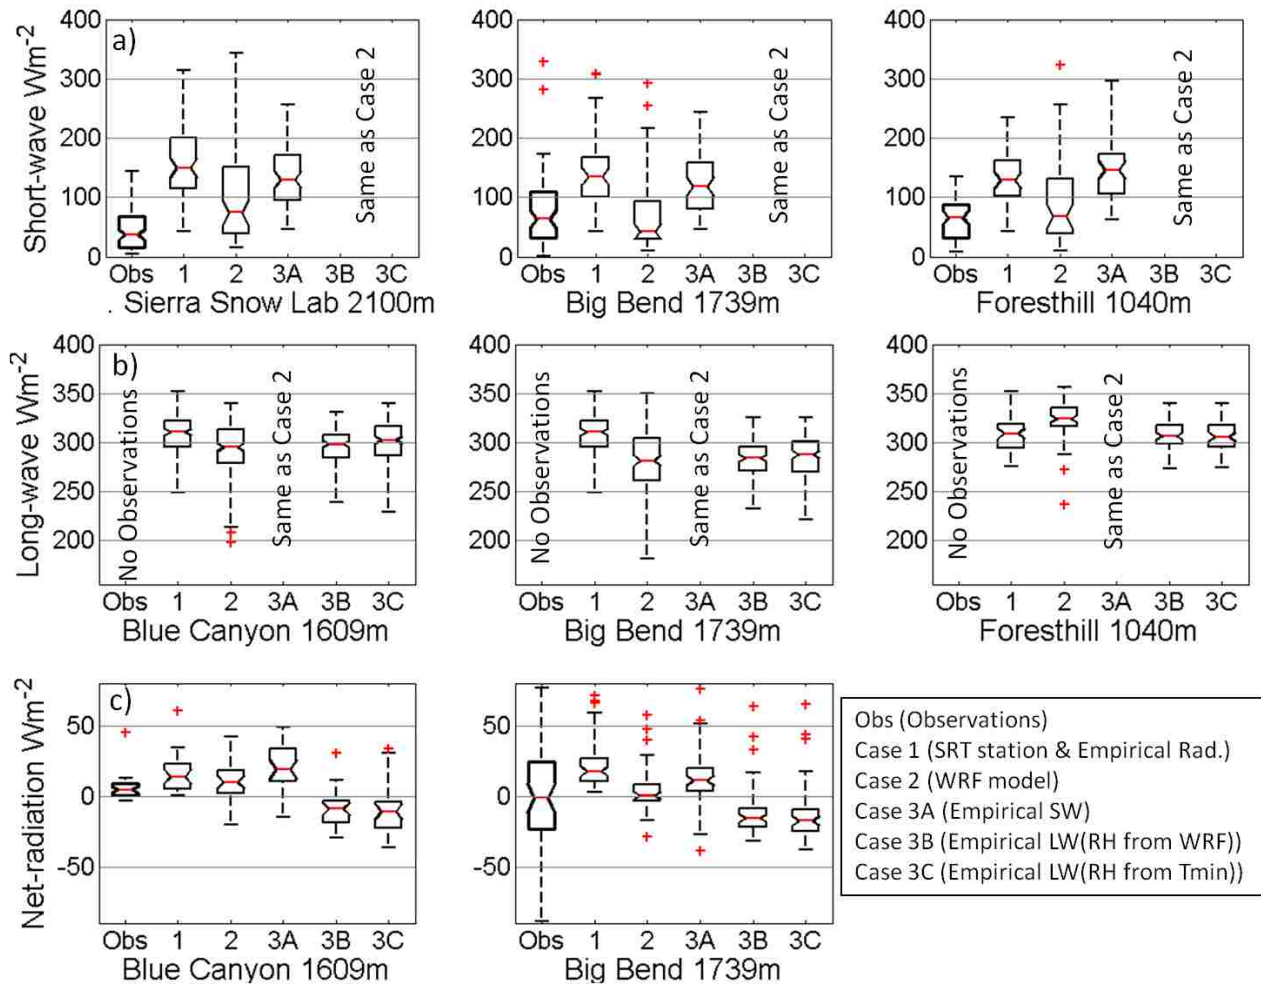 a)
Short-wave Wm-2
400
300
200
100
0
Same as Case 2
Obs 1 2 3A 3B 3C
. Sierra Snow Lab 2100m
400
300
200
100
0
Same as Case 2
Obs 1 2 3A 3B 3C
Big Bend 1739m
400
300
200
100
0
Same as Case 2
Obs 1 2 3A 3B 3C
Foresthill 1040m
b)
Long-wave Wm-2
400
350
300
250
200
No Observations
Same as Case 2
Obs 1 2 3A 3B 3C
Blue Canyon 1609m
400
350
300
250
200
No Observations
Same as Case 2
Obs 1 2 3A 3B 3C
Big Bend 1739m
400
350
300
250
200
No Observations
Same as Case 2
Obs 1 2 3A 3B 3C
Foresthill 1040m
c)
Net-radiation Wm-2
50
0
-50
Obs 1 2 3A 3B 3C
Blue Canyon 1609m
50
0
-50
Obs 1 2 3A 3B 3C
Big Bend 1739m
Obs (Observations)
Case 1 (SRT station & Empirical Rad.)
Case 2 (WRF model)
Case 3A (Empirical SW)
Case 3B (Empirical LW(RH from WRF))
Case 3C (Empirical LW(RH from Tmin))